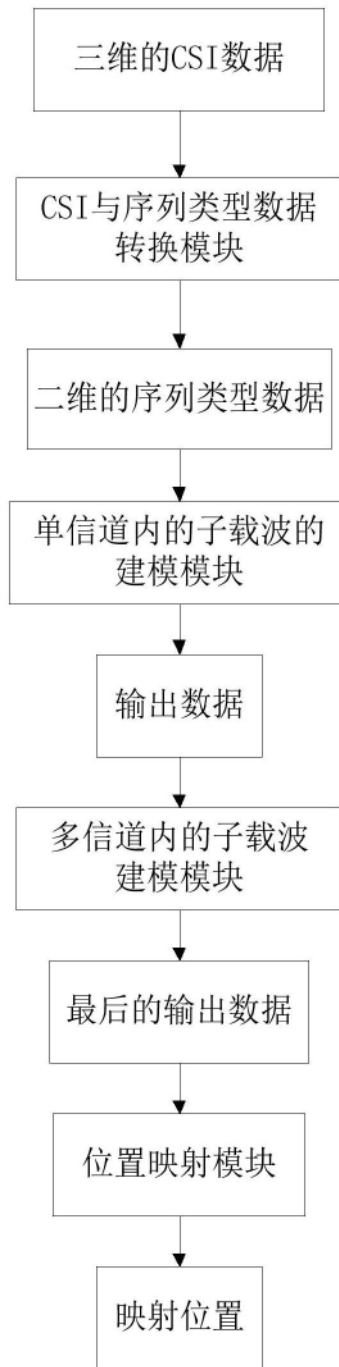 三维的CSI数据
CSI与序列类型数据
转换模块
二维的序列类型数据
单信道内的子载波的
建模模块
输出数据
多信道内的子载波
建模模块
最后的输出数据
位置映射模块
映射位置